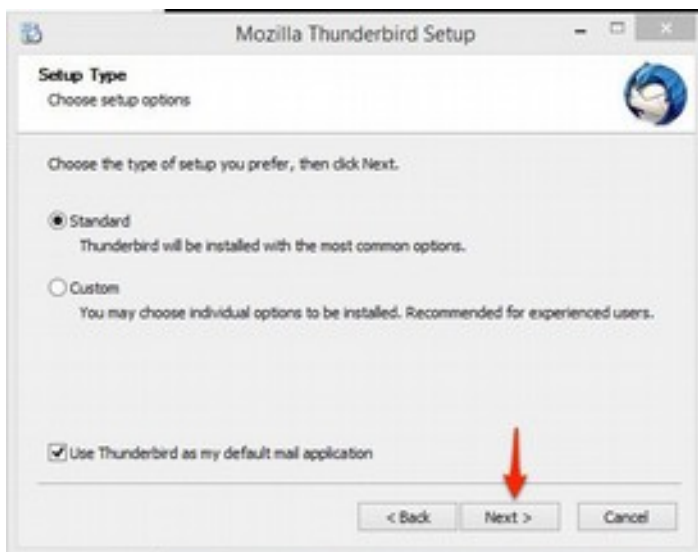 Mozilla Thunderbird Setup
Setup Type
Choose setup options
Choose the type of setup you prefer, then click Next.
Standard
Thunderbird will be installed with the most common options.
Custom
You may choose individual options to be installed. Recommended for experienced users.
Use Thunderbird as my default mail application
< Back Next > Cancel